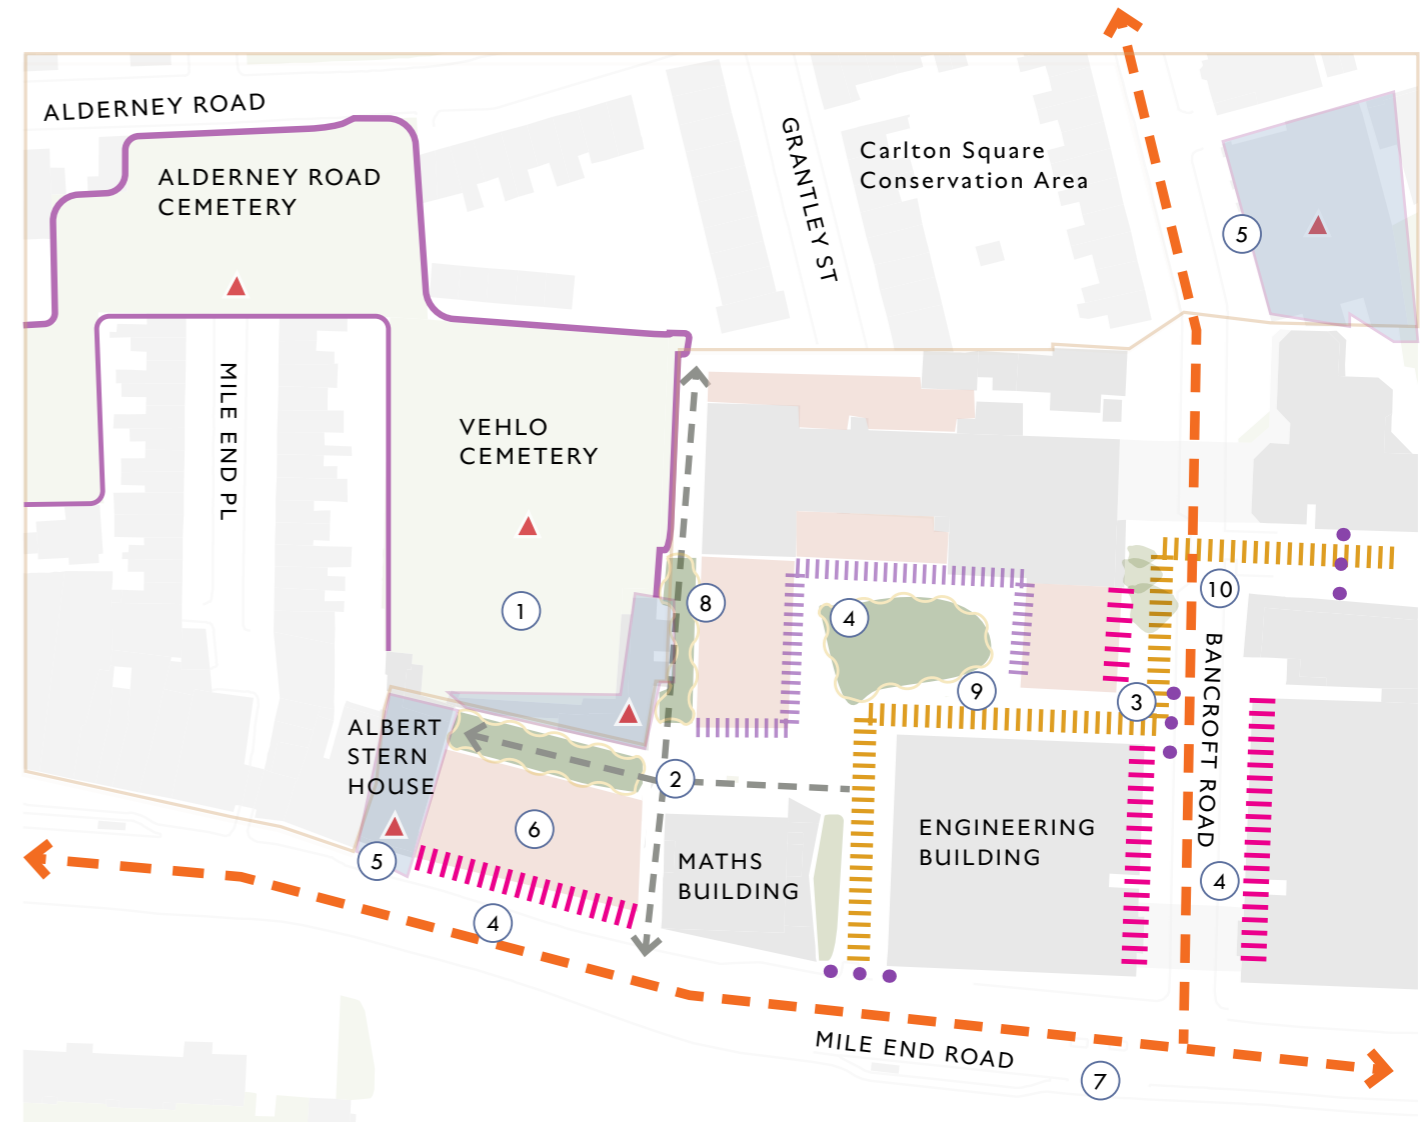 ALDERNEY ROAD
ALDERNEY ROAD
CEMETERY
GRANTLEY ST
Carlton Square
Conservation Area
5
MILE END PL
VEHLO
CEMETERY
1
8
4
10
9
3
BANCROFT ROAD
ALBERT
STERN
HOUSE
2
6
5
4
MATHS
BUILDING
ENGINEERING
BUILDING
4
MILE END ROAD
7